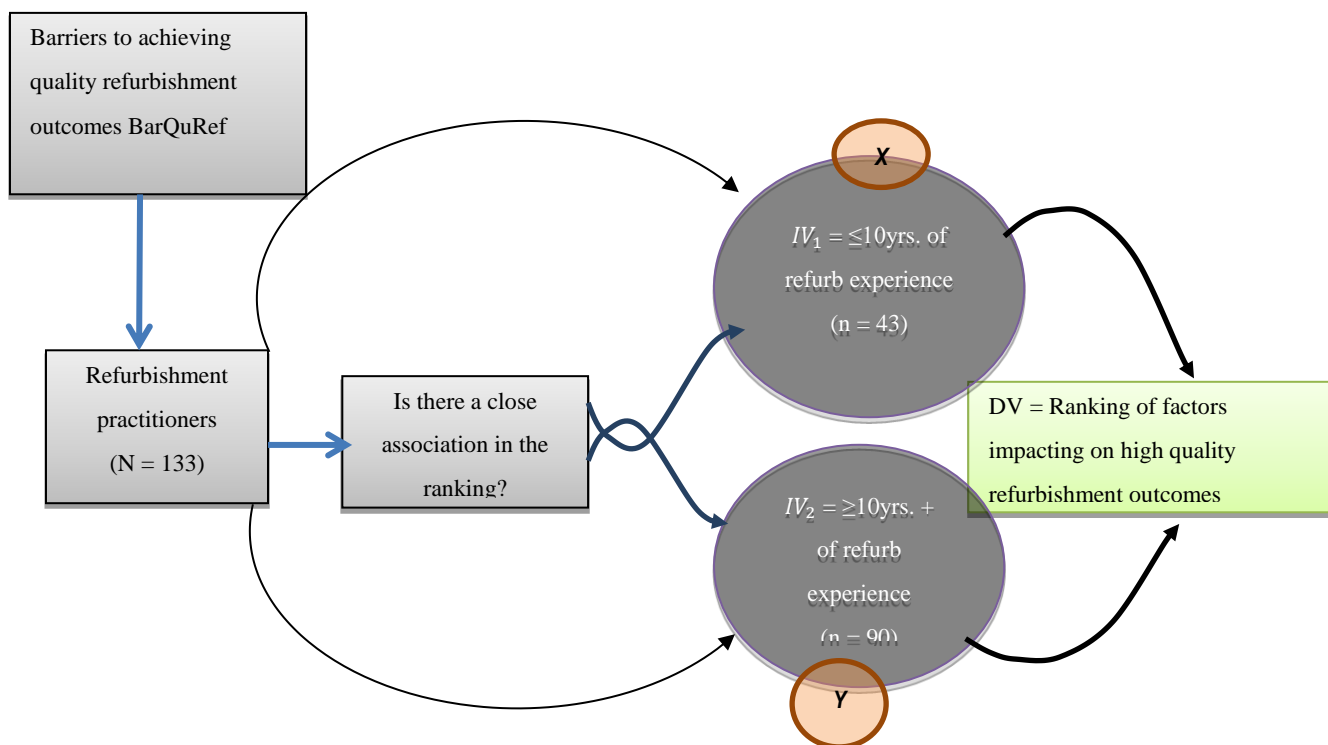 Barriers to achieving
quality refurbishment
outcomes BarQuRef
Refurbishment
practitioners
(N = 133)
Is there a close
association in the
ranking?
X
IV₁ = ≤10yrs. of
refurb experience
(n = 43)
IV₂ = ≥10yrs. +
of refurb
experience
(n = 90)
Y
DV = Ranking of factors
impacting on high quality
refurbishment outcomes